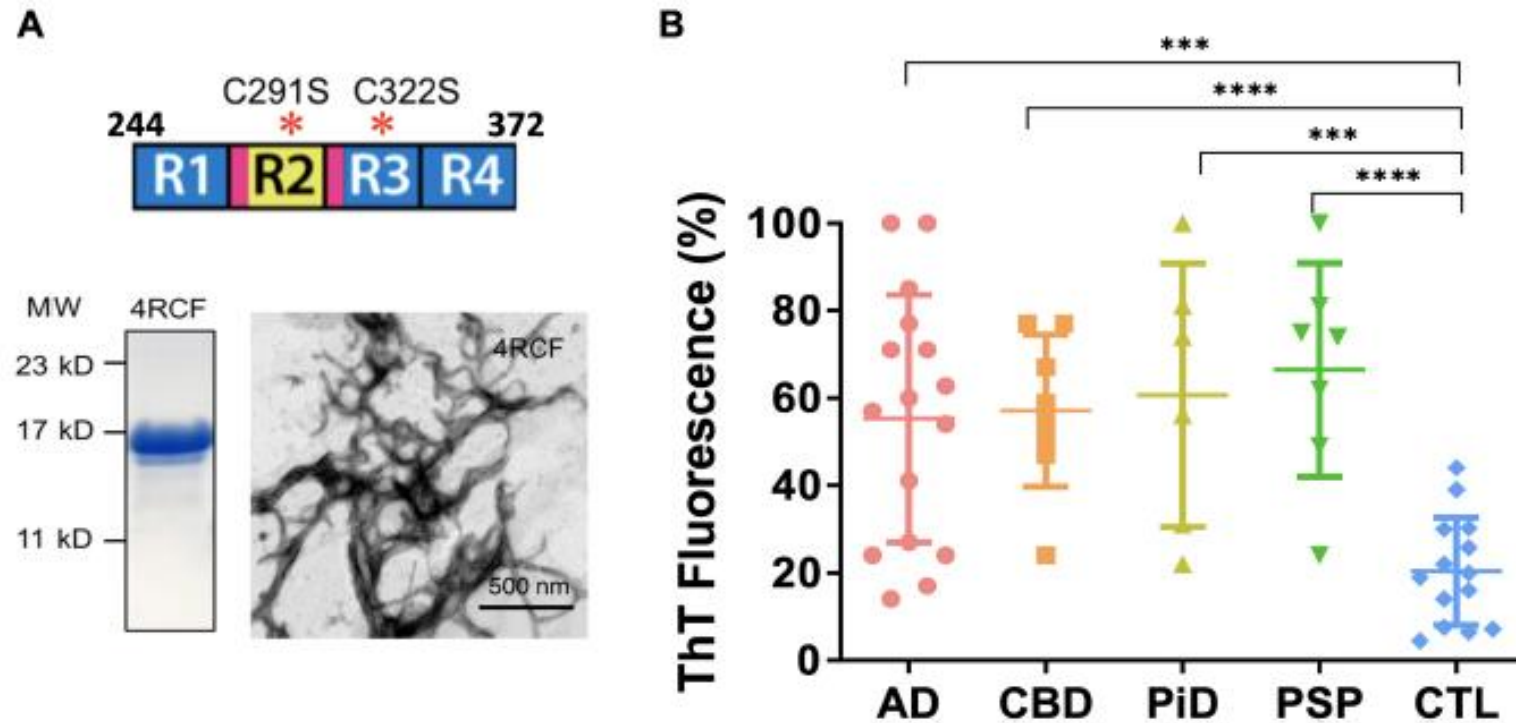 A
C291S C322S
* *
244 372
R1 R2 R3 R4
MW 4RCF
23 kD
17 kD
11 kD
4RCF
500 nm
B
***
****
***
****
ThT Fluorescence (%)
100
80
60
40
20
0
AD CBD PiD PSP CTL